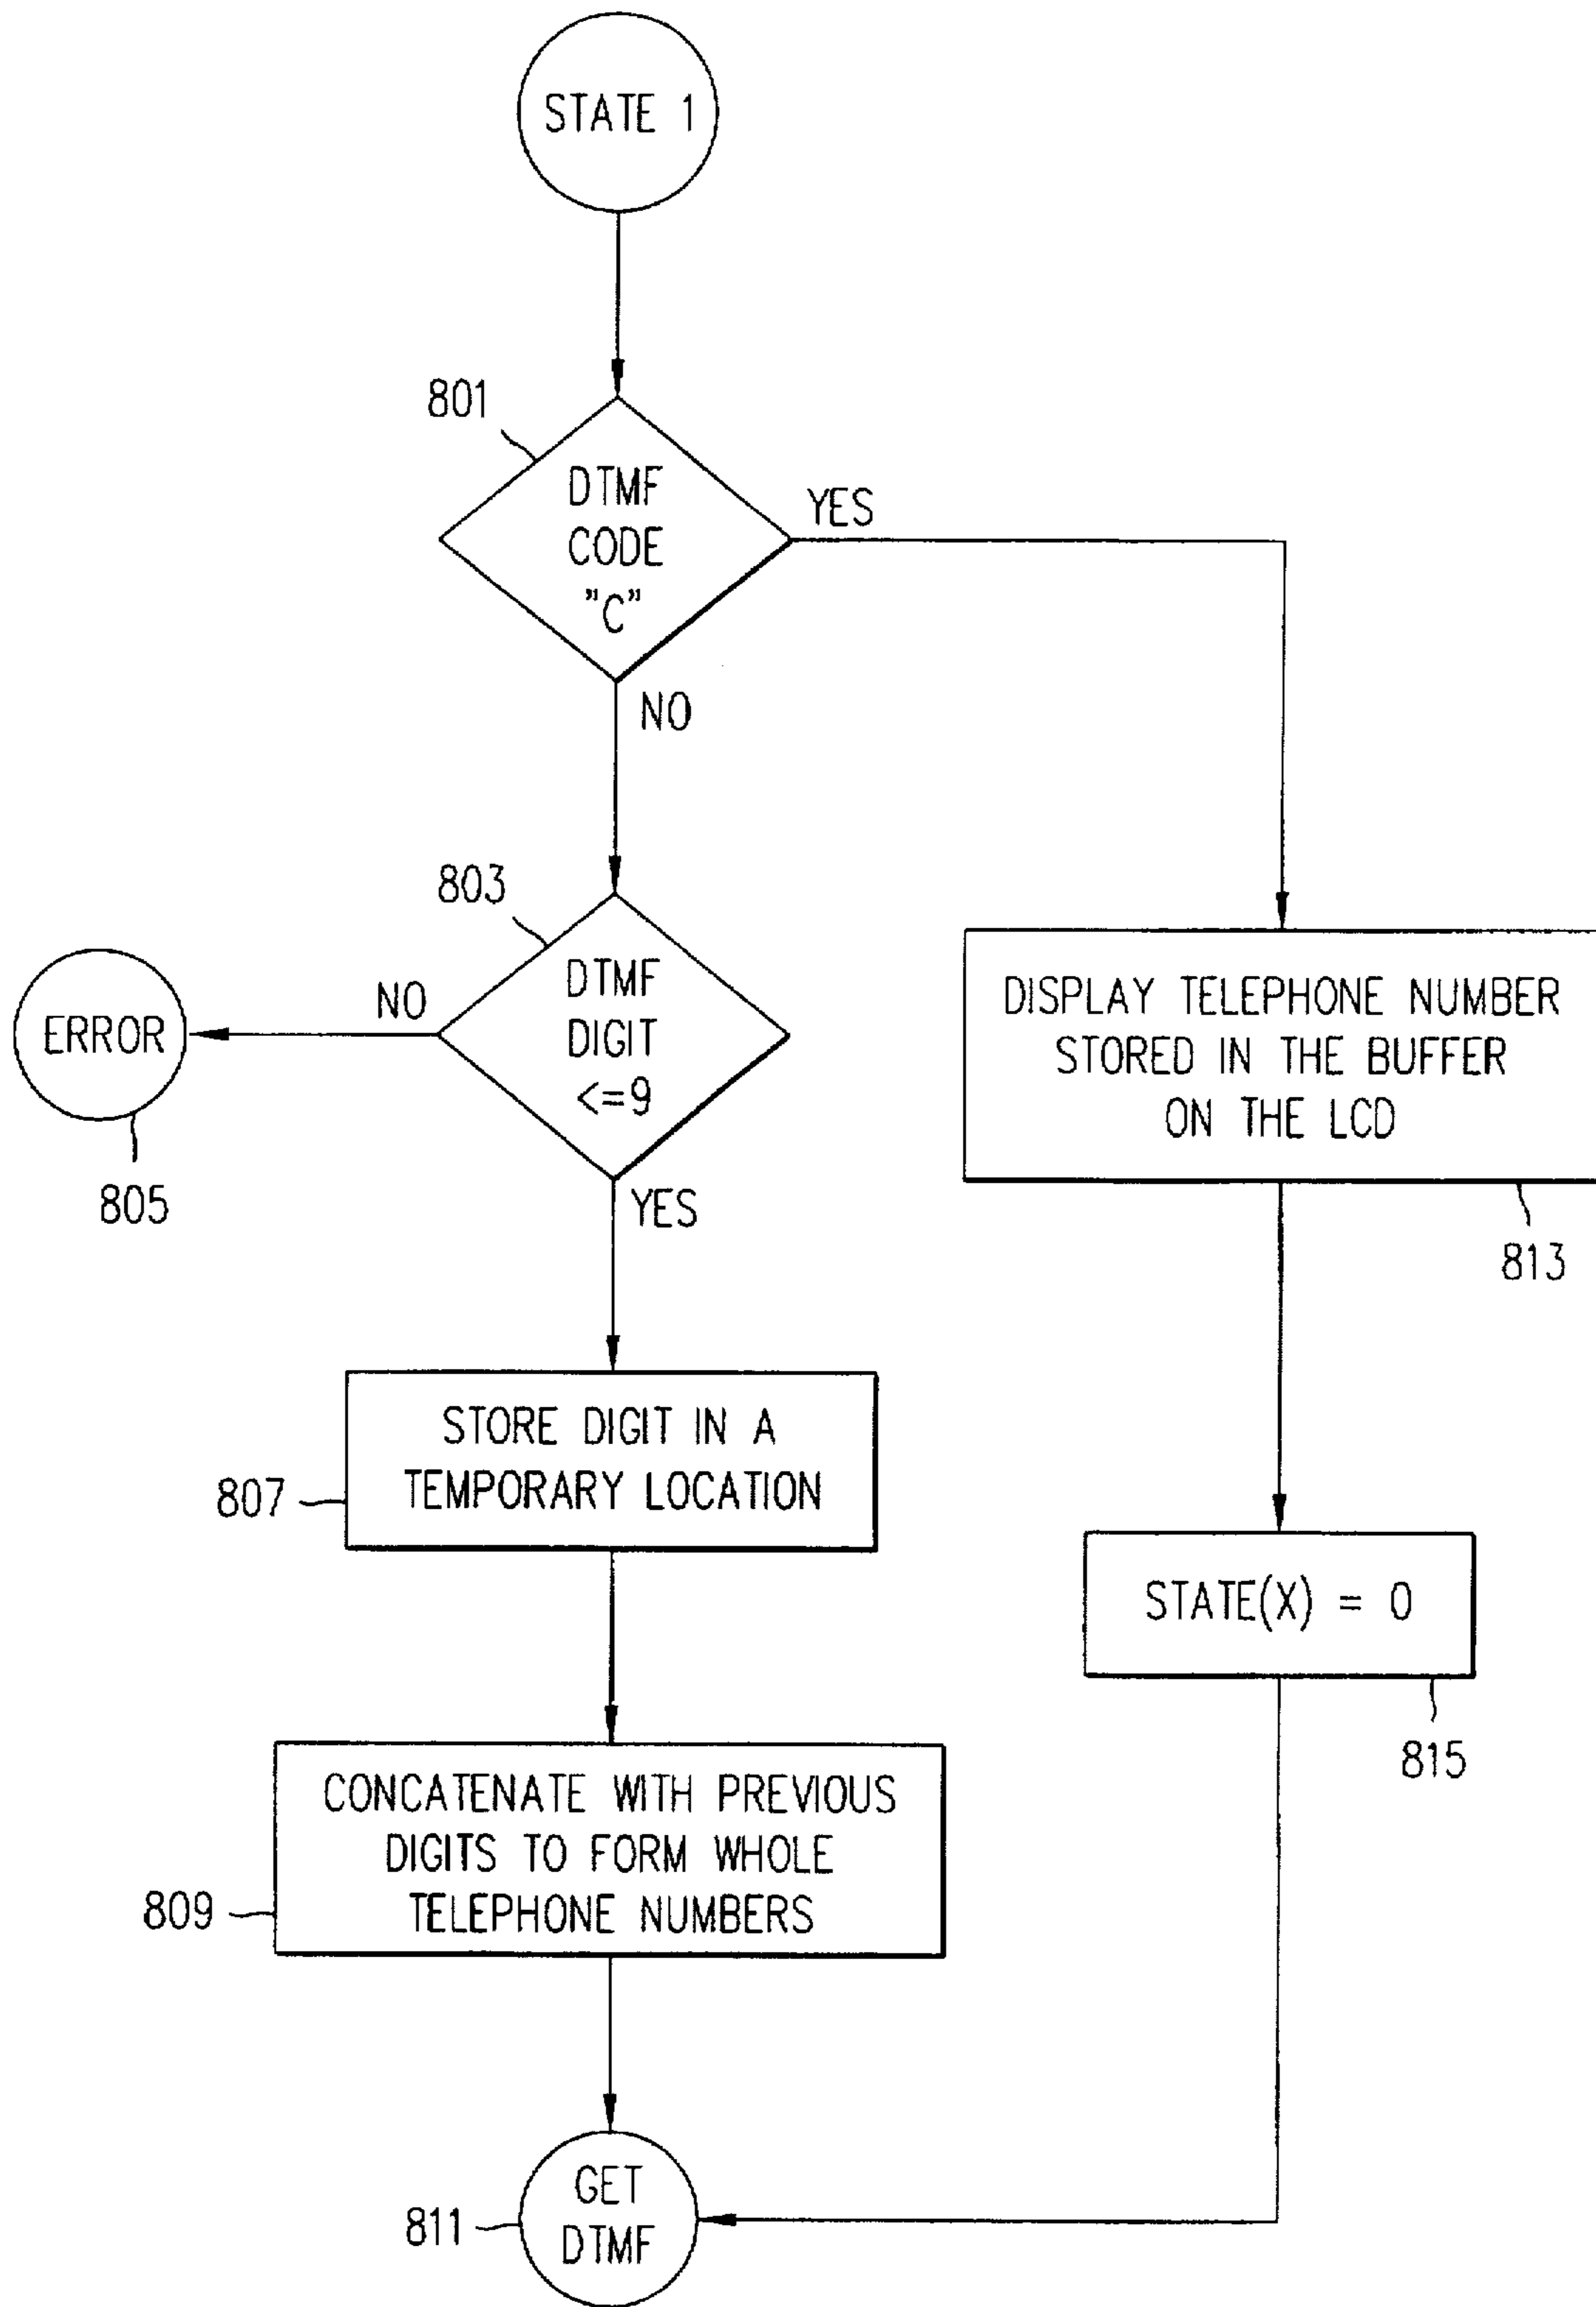 STATE 1
801
DTMF
CODE
"C"
YES
NO
803
DTMF
DIGIT
<=9
NO
ERROR
805
YES
DISPLAY TELEPHONE NUMBER
STORED IN THE BUFFER
ON THE LCD
813
STORE DIGIT IN A
TEMPORARY LOCATION
807
STATE(X) = 0
815
CONCATENATE WITH PREVIOUS
DIGITS TO FORM WHOLE
TELEPHONE NUMBERS
809
GET
DTMF
811